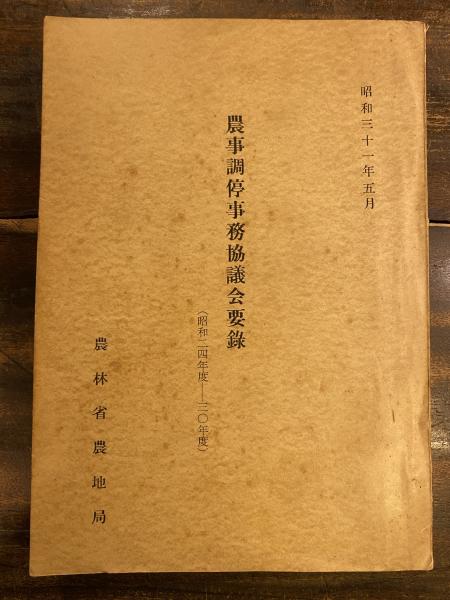 昭和三十一年五月
農事調停事務協議会要錄
（昭和二四年度——三〇年度）
農林省農地局